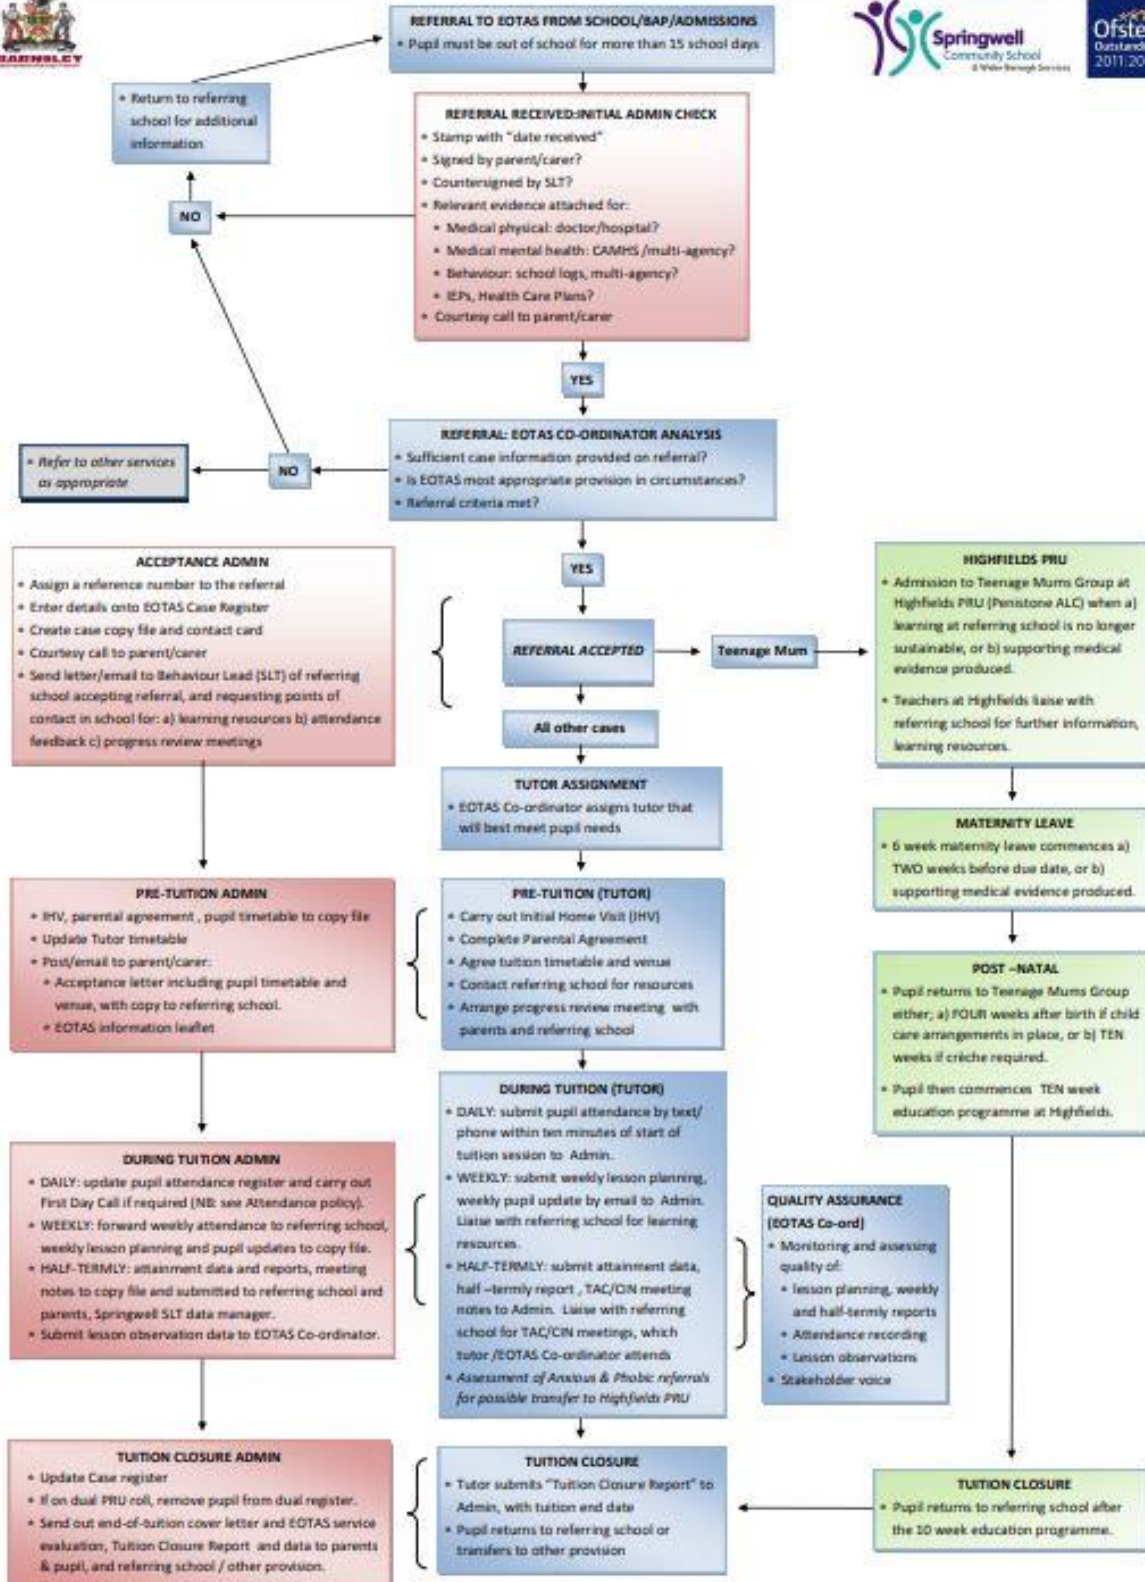 BARNSLEY
REFERRAL TO EOTAS FROM SCHOOL/BAP/ADMISSIONS
• Pupil must be out of school for more than 15 school days
Springwell
Community School
& Wider Borough Services
Ofste
Outstandin
2011|20
• Return to referring
school for additional
information
REFERRAL RECEIVED:INITIAL ADMIN CHECK
• Stamp with "date received"
• Signed by parent/carer?
• Countersigned by SLT?
• Relevant evidence attached for:
• Medical physical: doctor/hospital?
• Medical mental health: CAMHS /multi-agency?
• Behaviour: school logs, multi-agency?
• IEPs, Health Care Plans?
• Courtesy call to parent/carer
NO
YES
REFERRAL: EOTAS CO-ORDINATOR ANALYSIS
• Sufficient case information provided on referral?
• Is EOTAS most appropriate provision in circumstances?
• Referral criteria met?
NO
• Refer to other services
as appropriate
YES
ACCEPTANCE ADMIN
• Assign a reference number to the referral
• Enter details onto EOTAS Case Register
• Create case copy file and contact card
• Courtesy call to parent/carer
• Send letter/email to Behaviour Lead (SLT) of referring
school accepting referral, and requesting points of
contact in school for: a) learning resources b) attendance
feedback c) progress review meetings
REFERRAL ACCEPTED
Teenage Mum
All other cases
HIGHFIELDS PRU
• Admission to Teenage Mums Group at
Highfields PRU (Penistone ALC) when a)
learning at referring school is no longer
sustainable, or b) supporting medical
evidence produced.
• Teachers at Highfields liaise with
referring school for further information,
learning resources.
TUTOR ASSIGNMENT
• EOTAS Co-ordinator assigns tutor that
will best meet pupil needs
MATERNITY LEAVE
• 6 week maternity leave commences a)
TWO weeks before due date, or b)
supporting medical evidence produced.
PRE-TUITION ADMIN
• IHV, parental agreement , pupil timetable to copy file
• Update Tutor timetable
• Post/email to parent/carer:
• Acceptance letter including pupil timetable and
venue, with copy to referring school.
• EOTAS information leaflet
PRE-TUITION (TUTOR)
• Carry out Initial Home Visit (IHV)
• Complete Parental Agreement
• Agree tuition timetable and venue
• Contact referring school for resources
• Arrange progress review meeting with
parents and referring school
POST –NATAL
• Pupil returns to Teenage Mums Group
either; a) FOUR weeks after birth if child
care arrangements in place, or b) TEN
weeks if crèche required.
• Pupil then commences TEN week
education programme at Highfields.
DURING TUITION ADMIN
• DAILY: update pupil attendance register and carry out
First Day Call if required (NB: see Attendance policy).
• WEEKLY: forward weekly attendance to referring school,
weekly lesson planning and pupil updates to copy file.
• HALF-TERMLY: attainment data and reports, meeting
notes to copy file and submitted to referring school and
parents, Springwell SLT data manager.
• Submit lesson observation data to EOTAS Co-ordinator.
DURING TUITION (TUTOR)
• DAILY: submit pupil attendance by text/
phone within ten minutes of start of
tuition session to Admin.
• WEEKLY: submit weekly lesson planning,
weekly pupil update by email to Admin.
Liaise with referring school for learning
resources.
• HALF-TERMLY: submit attainment data,
half –termly report , TAC/CIN meeting
notes to Admin. Liaise with referring
school for TAC/CIN meetings, which
tutor /EOTAS Co-ordinator attends
• Assessment of Anxious & Phobic referrals
for possible transfer to Highfields PRU
QUALITY ASSURANCE
(EOTAS Co-ord)
• Monitoring and assessing
quality of:
• lesson planning, weekly
and half-termly reports
• Attendance recording
• Lesson observations
• Stakeholder voice
TUITION CLOSURE ADMIN
• Update Case register
• If on dual PRU roll, remove pupil from dual register.
• Send out end-of-tuition cover letter and EOTAS service
evaluation, Tuition Closure Report and data to parents
& pupil, and referring school / other provision.
TUITION CLOSURE
• Tutor submits "Tuition Closure Report" to
Admin, with tuition end date
• Pupil returns to referring school or
transfers to other provision
TUITION CLOSURE
• Pupil returns to referring school after
the 10 week education programme.